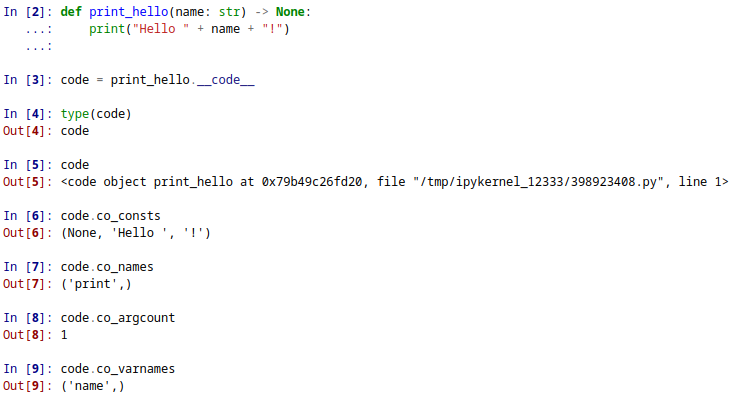 In [2]: def print_hello(name: str) -> None:
   ...:     print("Hello " + name + "!")
   ...:
In [3]: code = print_hello.__code__
In [4]: type(code)
Out[4]: code
In [5]: code
Out[5]: <code object print_hello at 0x79b49c26fd20, file "/tmp/ipykernel_12333/398923408.py", line 1>
In [6]: code.co_consts
Out[6]: (None, 'Hello ', '!')
In [7]: code.co_names
Out[7]: ('print',)
In [8]: code.co_argcount
Out[8]: 1
In [9]: code.co_varnames
Out[9]: ('name',)